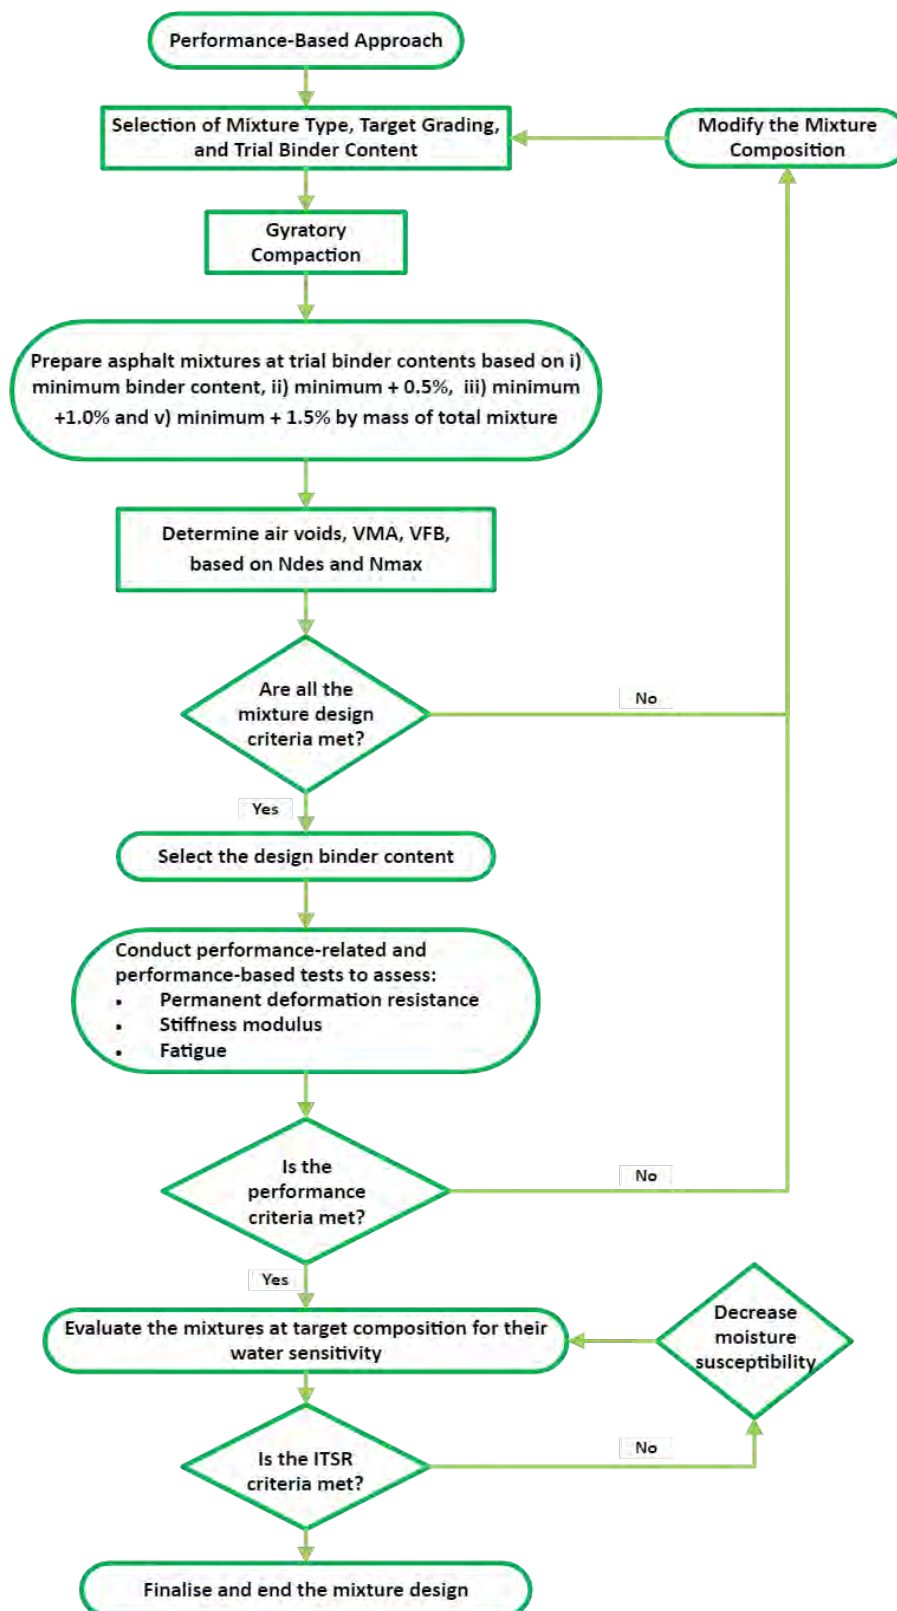 Performance-Based Approach
Selection of Mixture Type, Target Grading,
and Trial Binder Content
Modify the Mixture
Composition
Gyratory
Compaction
Prepare asphalt mixtures at trial binder contents based on i)
minimum binder content, ii) minimum + 0.5%, iii) minimum
+1.0% and v) minimum + 1.5% by mass of total mixture
Determine air voids, VMA, VFB,
based on Ndes and Nmax
Are all the
mixture design
criteria met?
No
Yes
Select the design binder content
Conduct performance-related and
performance-based tests to assess:
• Permanent deformation resistance
• Stiffness modulus
• Fatigue
Is the
performance
criteria met?
No
Yes
Evaluate the mixtures at target composition for their
water sensitivity
Decrease
moisture
susceptibility
Is the ITSR
criteria met?
No
Finalise and end the mixture design